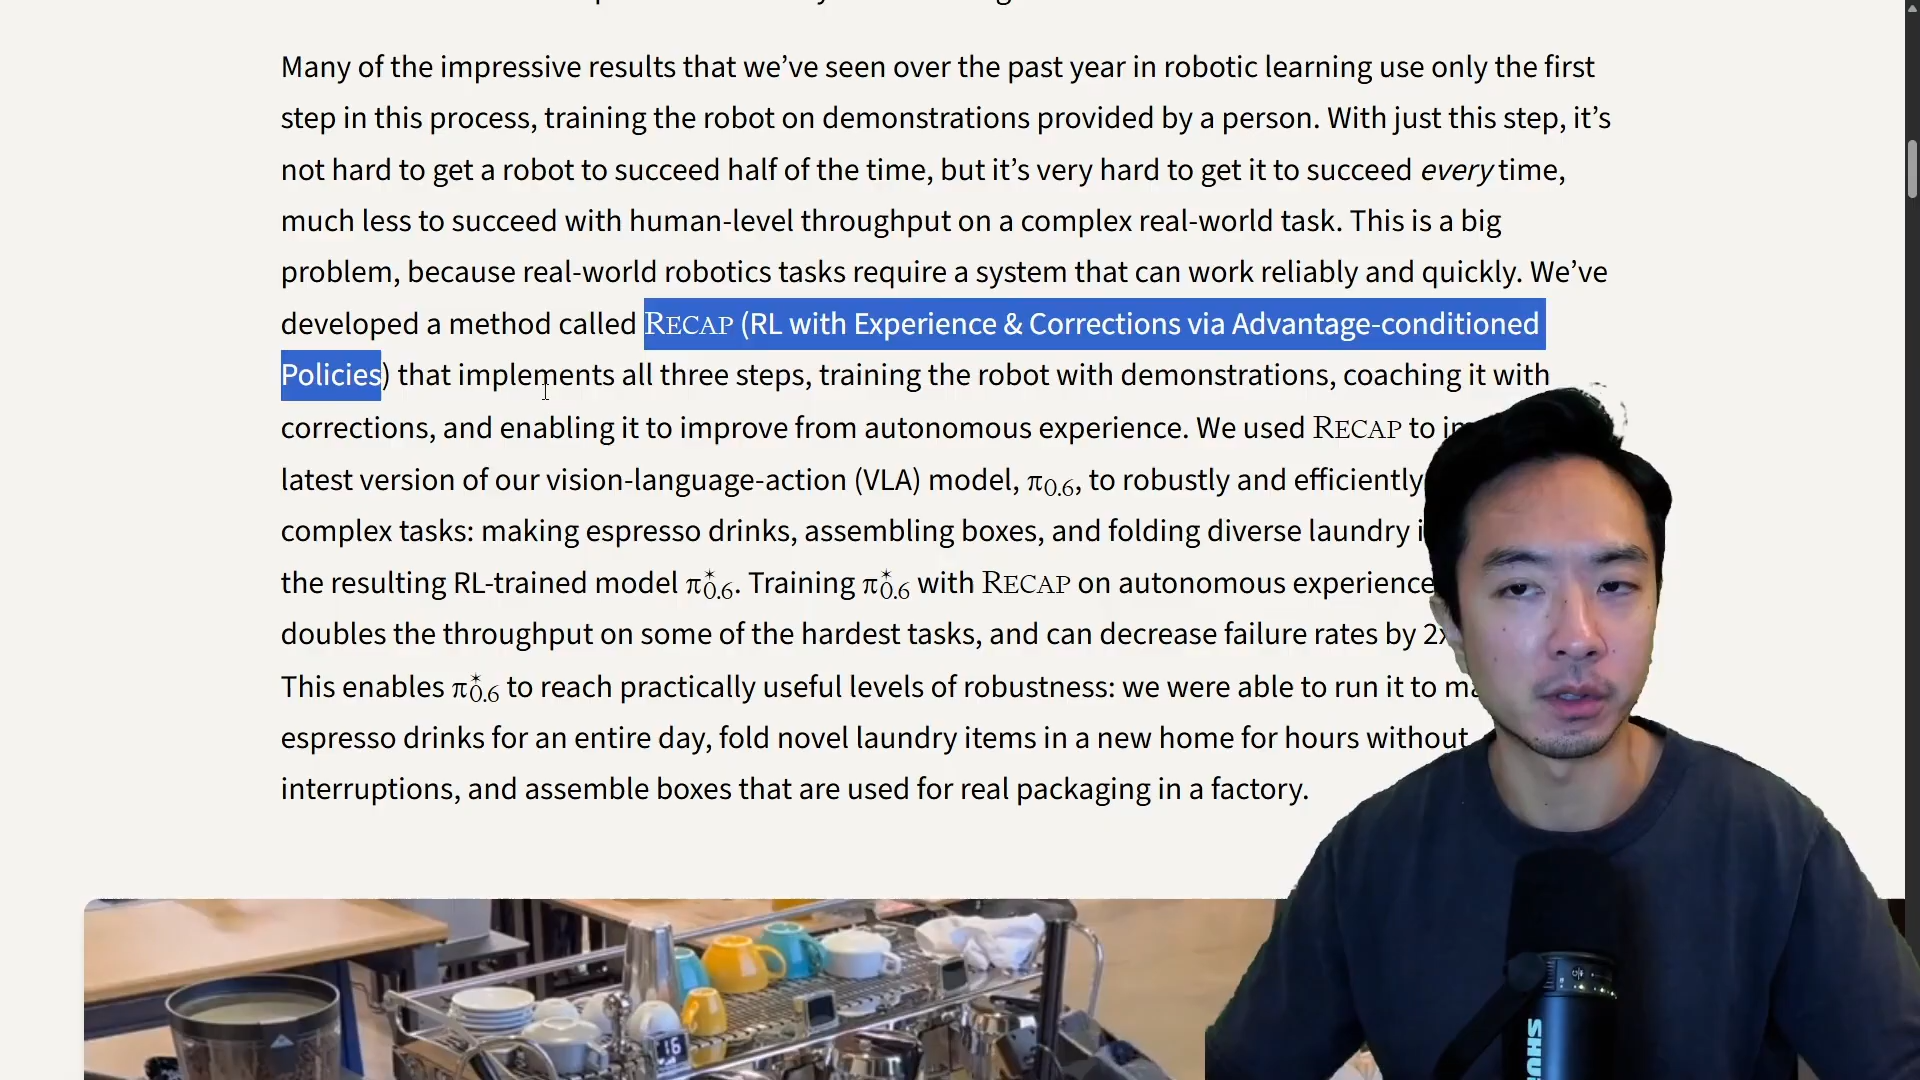 Many of the impressive results that we’ve seen over the past year in robotic learning use only the first
step in this process, training the robot on demonstrations provided by a person. With just this step, it’s
not hard to get a robot to succeed half of the time, but it’s very hard to get it to succeed every time,
much less to succeed with human-level throughput on a complex real-world task. This is a big
problem, because real-world robotics tasks require a system that can work reliably and quickly. We’ve
developed a method called RECAP (RL with Experience & Corrections via Advantage-conditioned
Policies) that implements all three steps, training the robot with demonstrations, coaching it with
corrections, and enabling it to improve from autonomous experience. We used RECAP to
latest version of our vision-language-action (VLA) model, π0.6, to robustly and efficiently
complex tasks: making espresso drinks, assembling boxes, and folding diverse laundry
the resulting RL-trained model π*0.6. Training π*0.6 with RECAP on autonomous experience
doubles the throughput on some of the hardest tasks, and can decrease failure rates by 2x
This enables π*0.6 to reach practically useful levels of robustness: we were able to run it to
espresso drinks for an entire day, fold novel laundry items in a new home for hours without
interruptions, and assemble boxes that are used for real packaging in a factory.
16